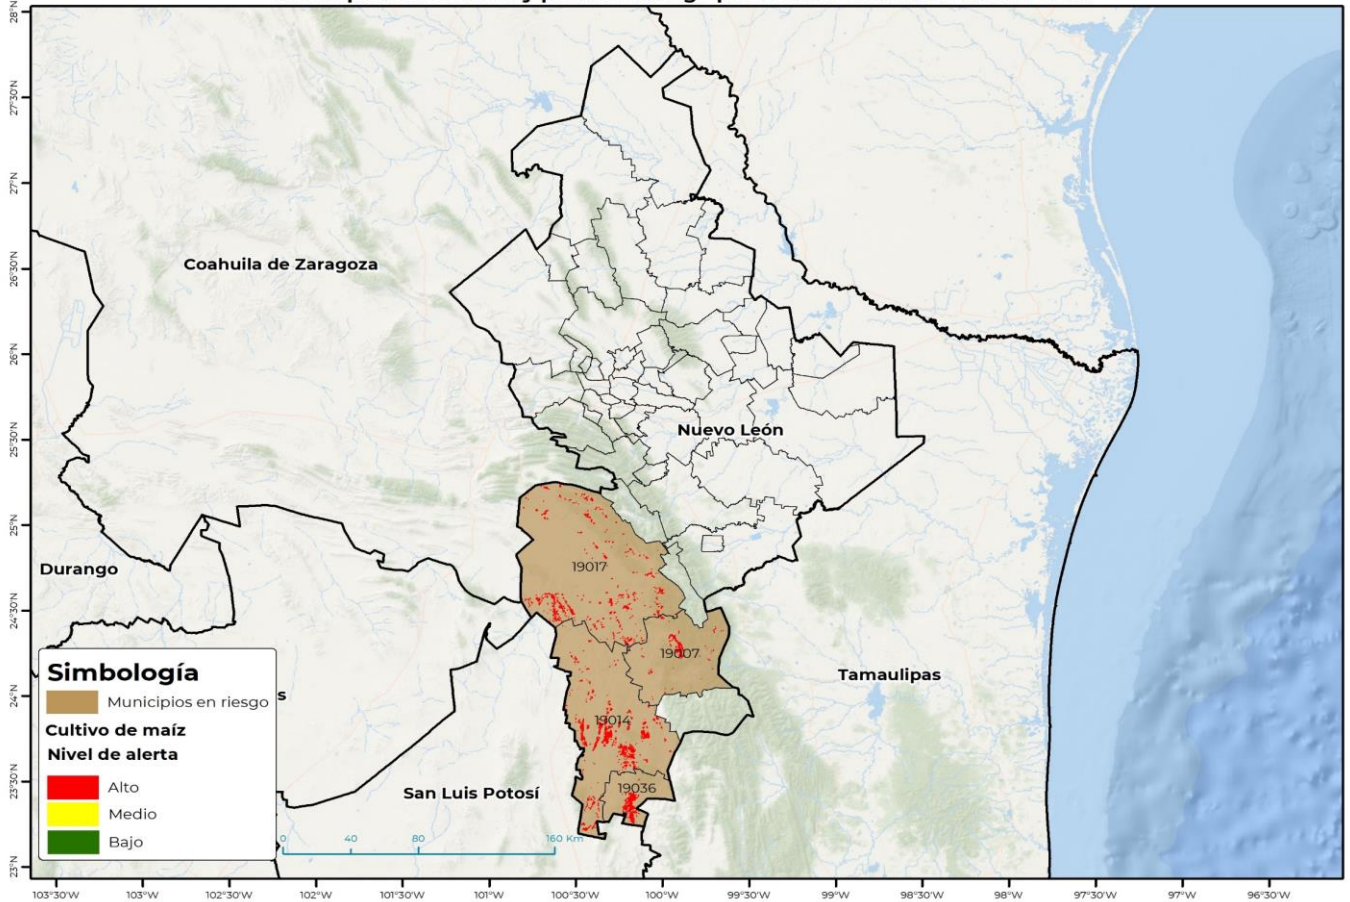 Coahuila de Zaragoza
Nuevo León
Durango
Tamaulipas
San Luis Potosí
19017
19007
19014
19036
Simbología
Municipios en riesgo
Cultivo de maíz
Nivel de alerta
Alto
Medio
Bajo
0 40 80 160 Km
28°N
27°30'N
27°N
26°30'N
26°N
25°30'N
25°N
24°30'N
24°N
23°30'N
23°N
103°30'W 103°W 102°30'W 102°W 101°30'W 101°W 100°30'W 100°W 99°30'W 99°W 98°30'W 98°W 97°30'W 97°W 96°30'W